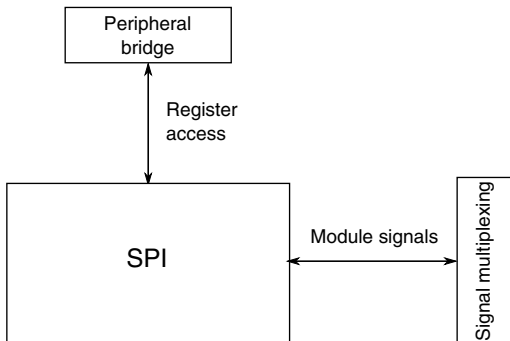 Peripheral
bridge
Register
access
SPI
Module signals
Signal multiplexing